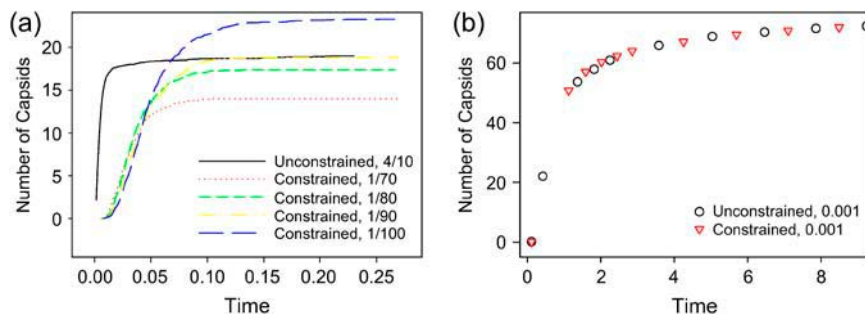 (a)
Number of Capsids
20
15
10
5
0
Unconstrained, 4/10
Constrained, 1/70
Constrained, 1/80
Constrained, 1/90
Constrained, 1/100
0.00 0.05 0.10 0.15 0.20 0.25
Time
(b)
Number of Capsids
60
40
20
0
Unconstrained, 0.001
Constrained, 0.001
0 2 4 6 8
Time